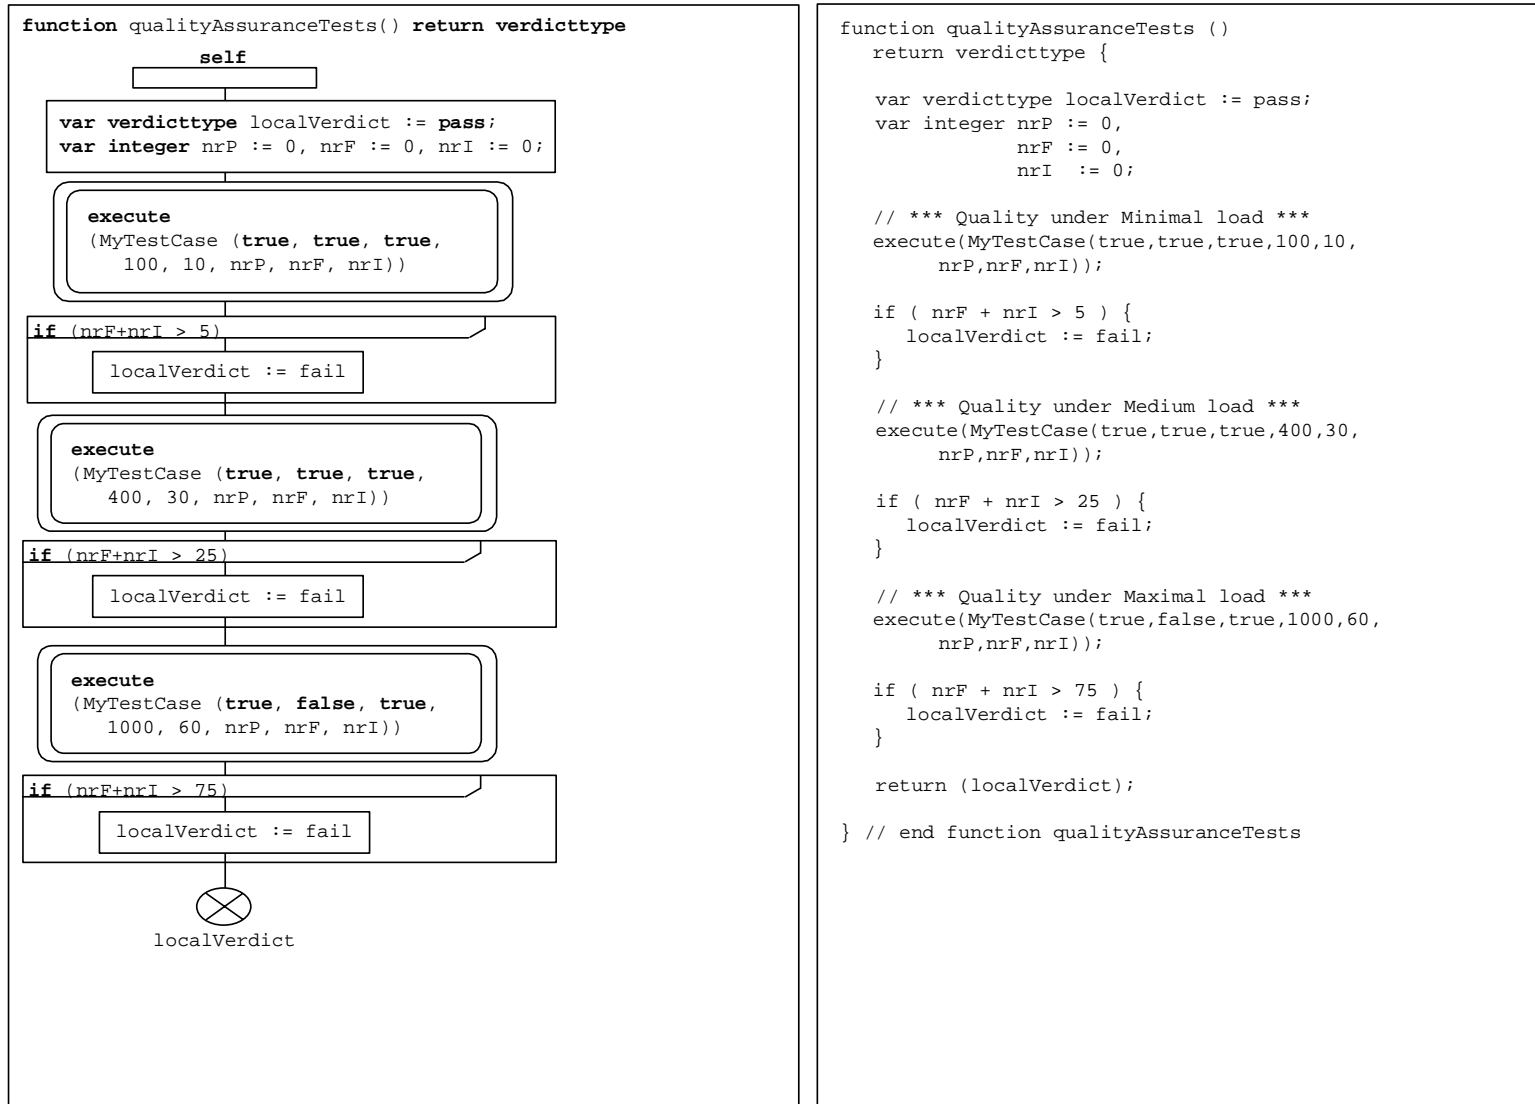 function qualityAssuranceTests() return verdicttype
self
var verdicttype localVerdict := pass;
var integer nrP := 0, nrF := 0, nrI := 0;
execute
(MyTestCase (true, true, true,
100, 10, nrP, nrF, nrI))
if (nrF+nrI > 5)
localVerdict := fail
execute
(MyTestCase (true, true, true,
400, 30, nrP, nrF, nrI))
if (nrF+nrI > 25)
localVerdict := fail
execute
(MyTestCase (true, false, true,
1000, 60, nrP, nrF, nrI))
if (nrF+nrI > 75)
localVerdict := fail
localVerdict
function qualityAssuranceTests ()
return verdicttype {
var verdicttype localVerdict := pass;
var integer nrP := 0,
nrF := 0,
nrI := 0;
// *** Quality under Minimal load ***
execute(MyTestCase(true,true,true,100,10,
nrP,nrF,nrI));
if ( nrF + nrI > 5 ) {
localVerdict := fail;
}
// *** Quality under Medium load ***
execute(MyTestCase(true,true,true,400,30,
nrP,nrF,nrI));
if ( nrF + nrI > 25 ) {
localVerdict := fail;
}
// *** Quality under Maximal load ***
execute(MyTestCase(true,false,true,1000,60,
nrP,nrF,nrI));
if ( nrF + nrI > 75 ) {
localVerdict := fail;
}
return (localVerdict);
} // end function qualityAssuranceTests